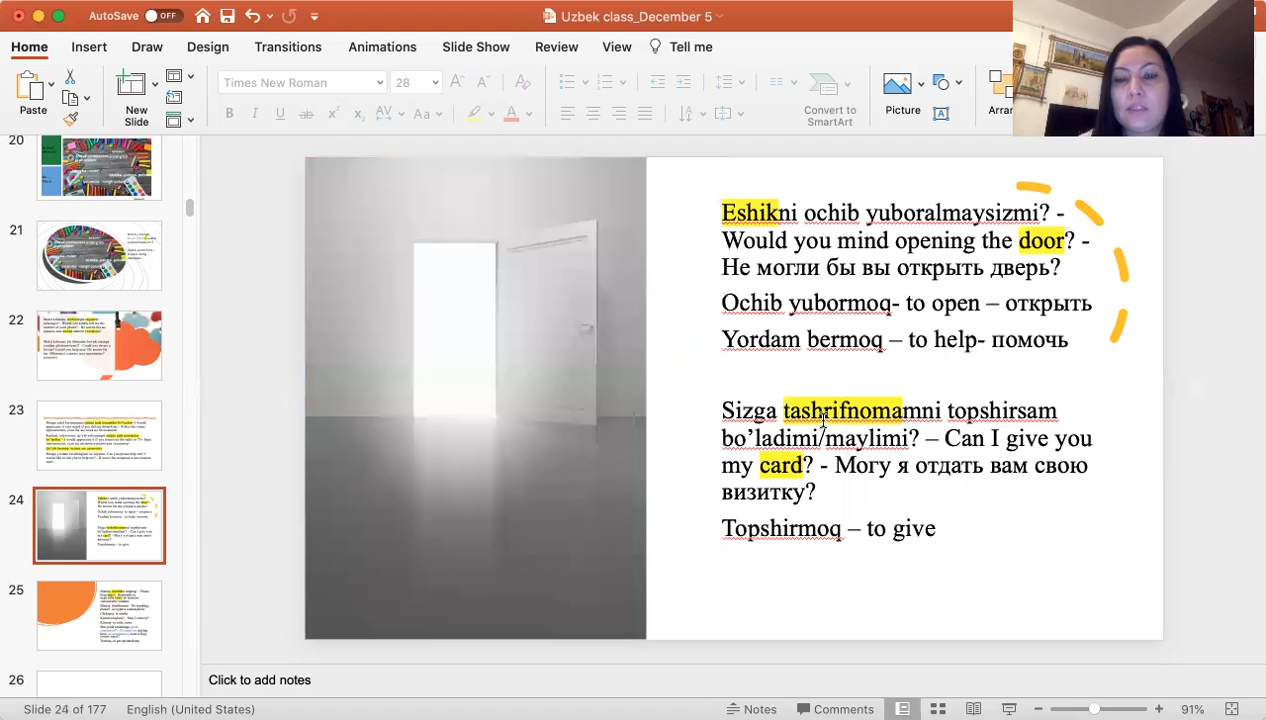 AutoSave OFF
Uzbek class_December 5
Home Insert Draw Design Transitions Animations Slide Show Review View Tell me
Paste
New
Slide
Times New Roman 28
Convert to
SmartArt
Picture
Arran
20
21
22
23
24
25
26
Eshikni ochib yuboralmaysizmi? -
Would you mind opening the door? -
Не могли бы вы открыть дверь?
Ochib yubormoq- to open – открыть
Yordam bermoq – to help- помочь
Sizga tashrifnomamni topshirsam
bo’ladimi/maylimi? – Can I give you
my card? - Могу я отдать вам свою
визитку?
Topshirmoq – to give
Click to add notes
Slide 24 of 177 English (United States) Notes Comments 91%